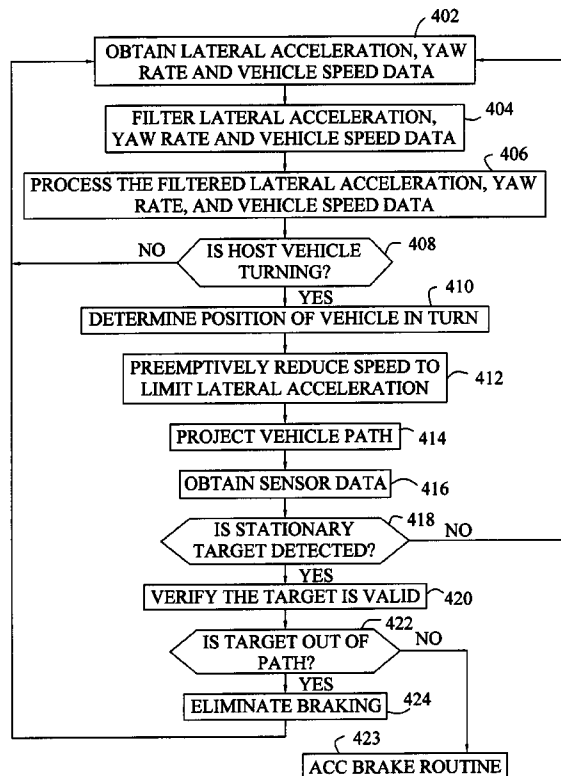 402
OBTAIN LATERAL ACCELERATION, YAW
RATE AND VEHICLE SPEED DATA
FILTER LATERAL ACCELERATION,
YAW RATE AND VEHICLE SPEED DATA
404
406
PROCESS THE FILTERED LATERAL ACCELERATION, YAW
RATE, AND VEHICLE SPEED DATA
NO
IS HOST VEHICLE
TURNING?
408
YES
410
DETERMINE POSITION OF VEHICLE IN TURN
PREEMPTIVELY REDUCE SPEED TO
LIMIT LATERAL ACCELERATION
412
PROJECT VEHICLE PATH
414
OBTAIN SENSOR DATA
416
IS STATIONARY
TARGET DETECTED?
418
NO
YES
VERIFY THE TARGET IS VALID
420
422
IS TARGET OUT OF
PATH?
NO
YES
ELIMINATE BRAKING
424
423
ACC BRAKE ROUTINE